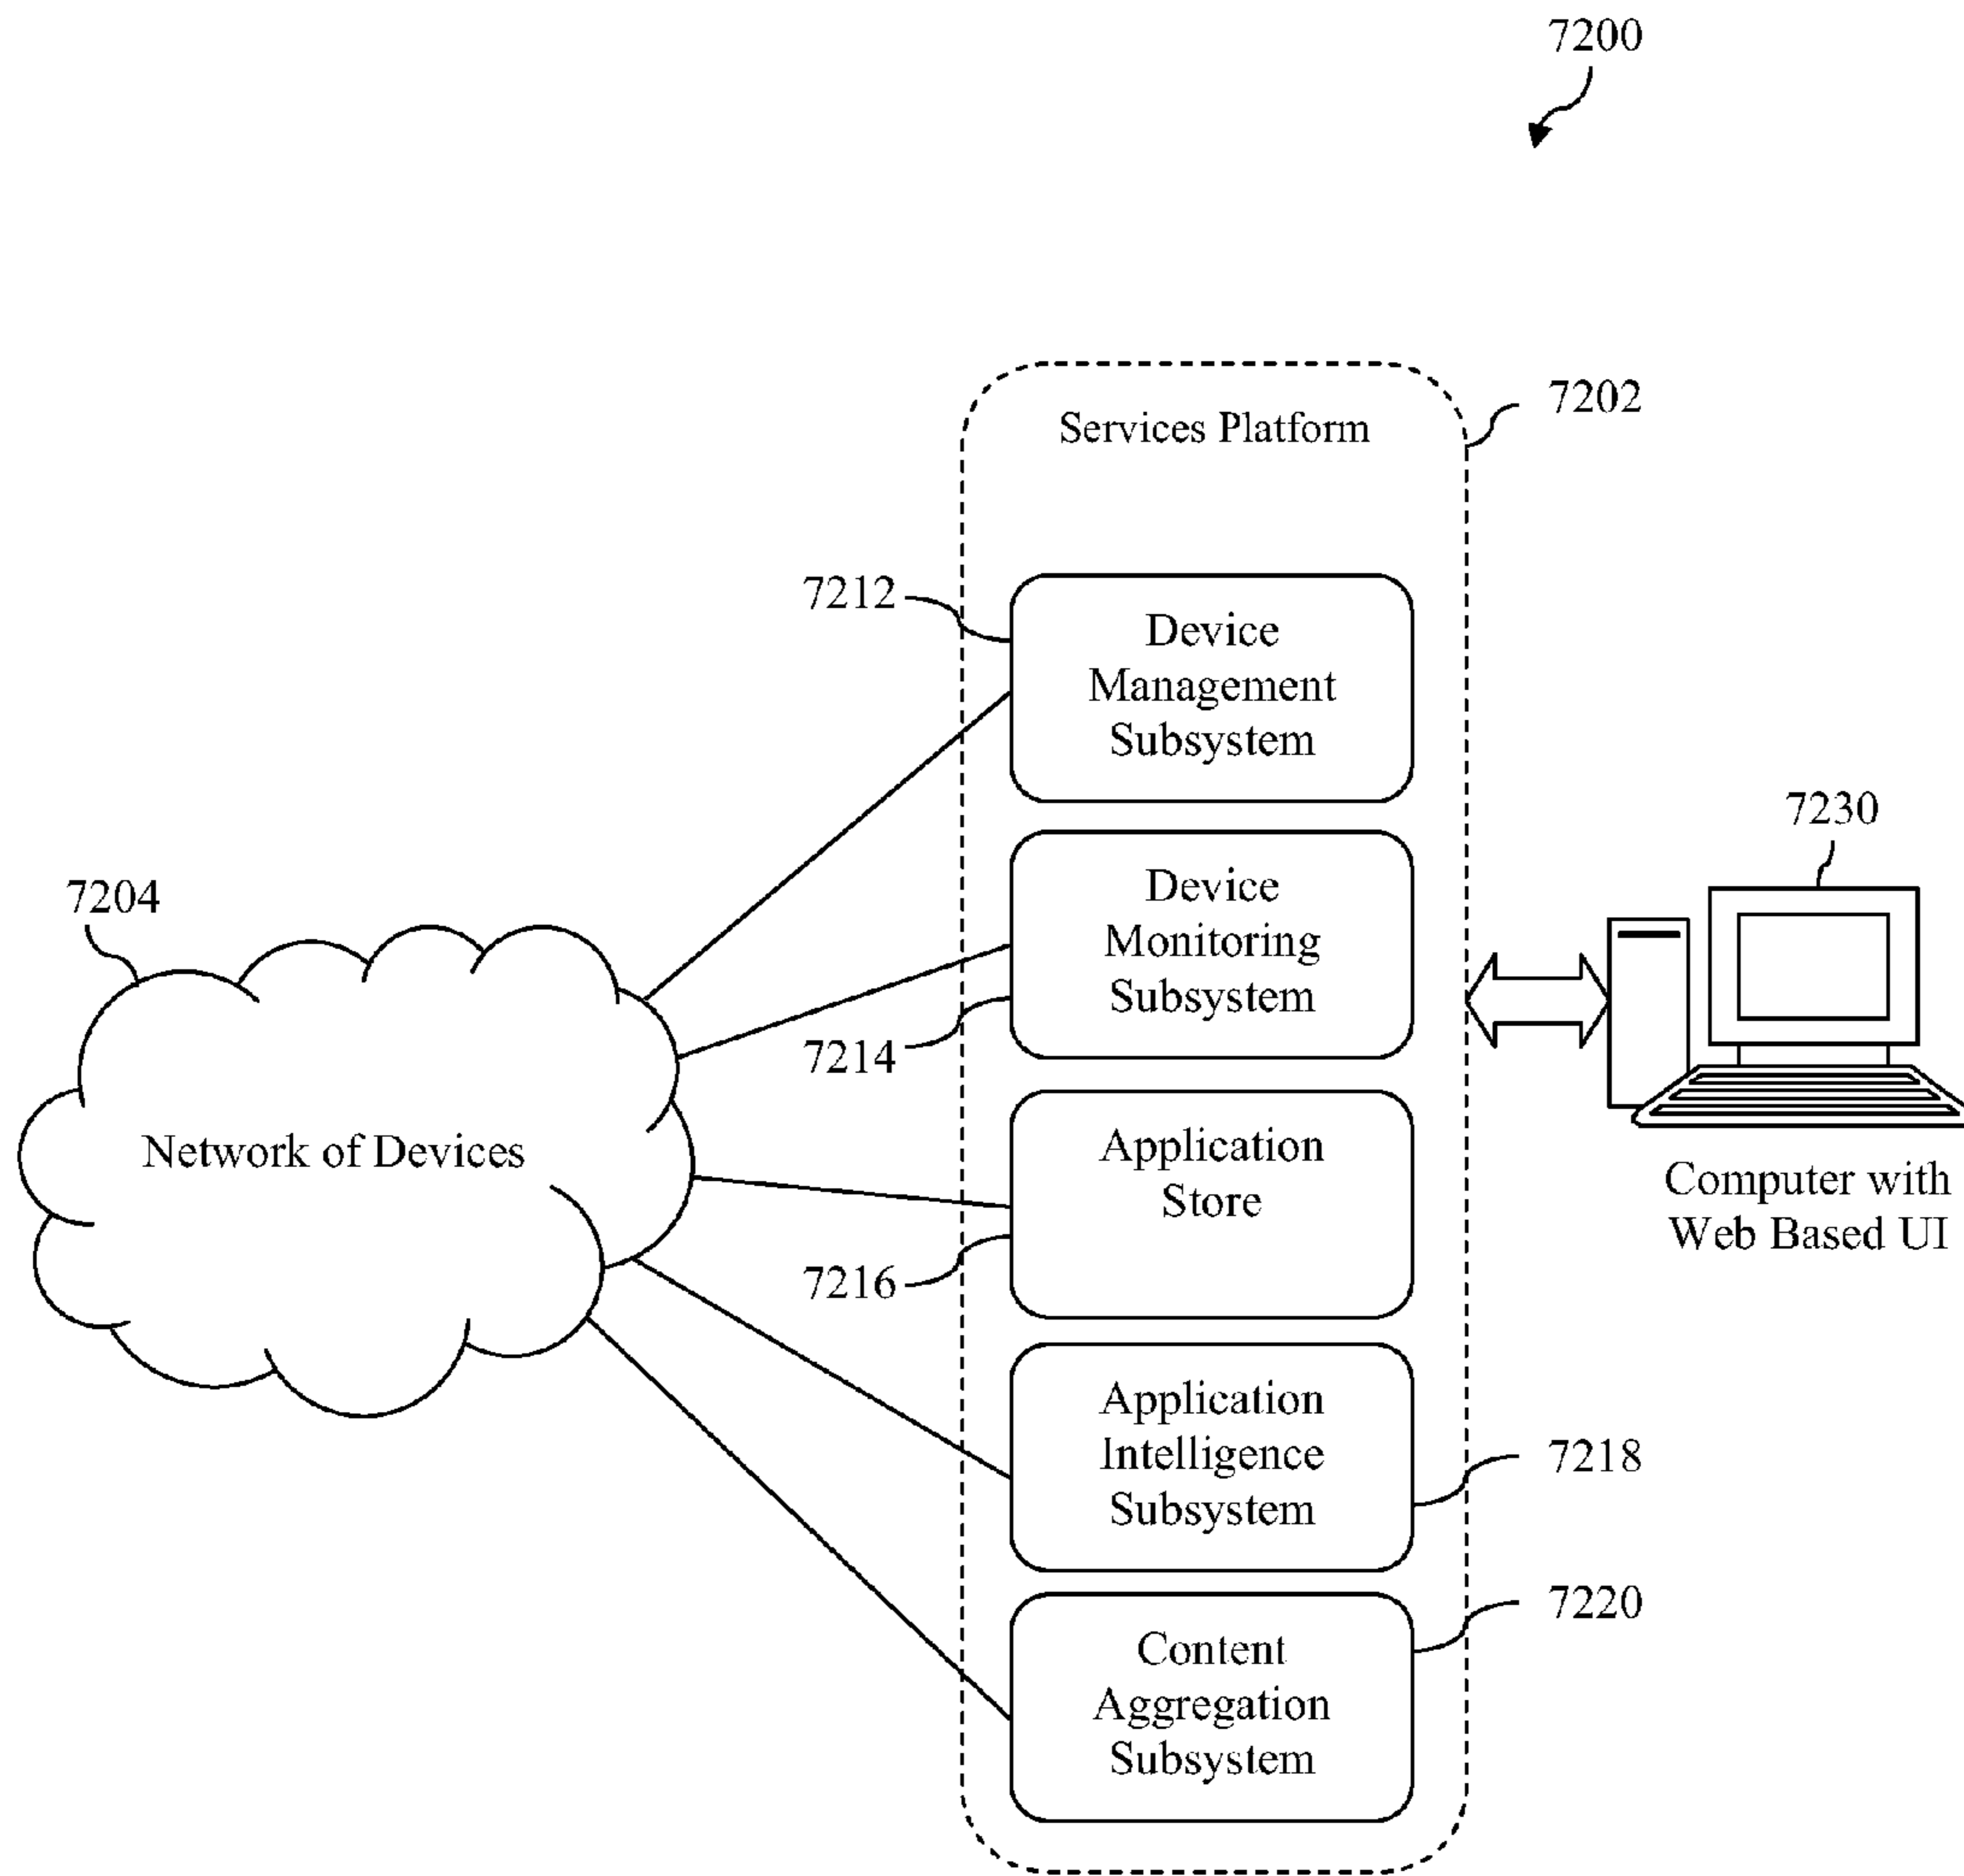 7200
7202
Services Platform
7212
Device
Management
Subsystem
7230
7204
Device
Monitoring
Subsystem
7214
Network of Devices
Application
Store
Computer with
Web Based UI
7216
Application
Intelligence
Subsystem
7218
7220
Content
Aggregation
Subsystem